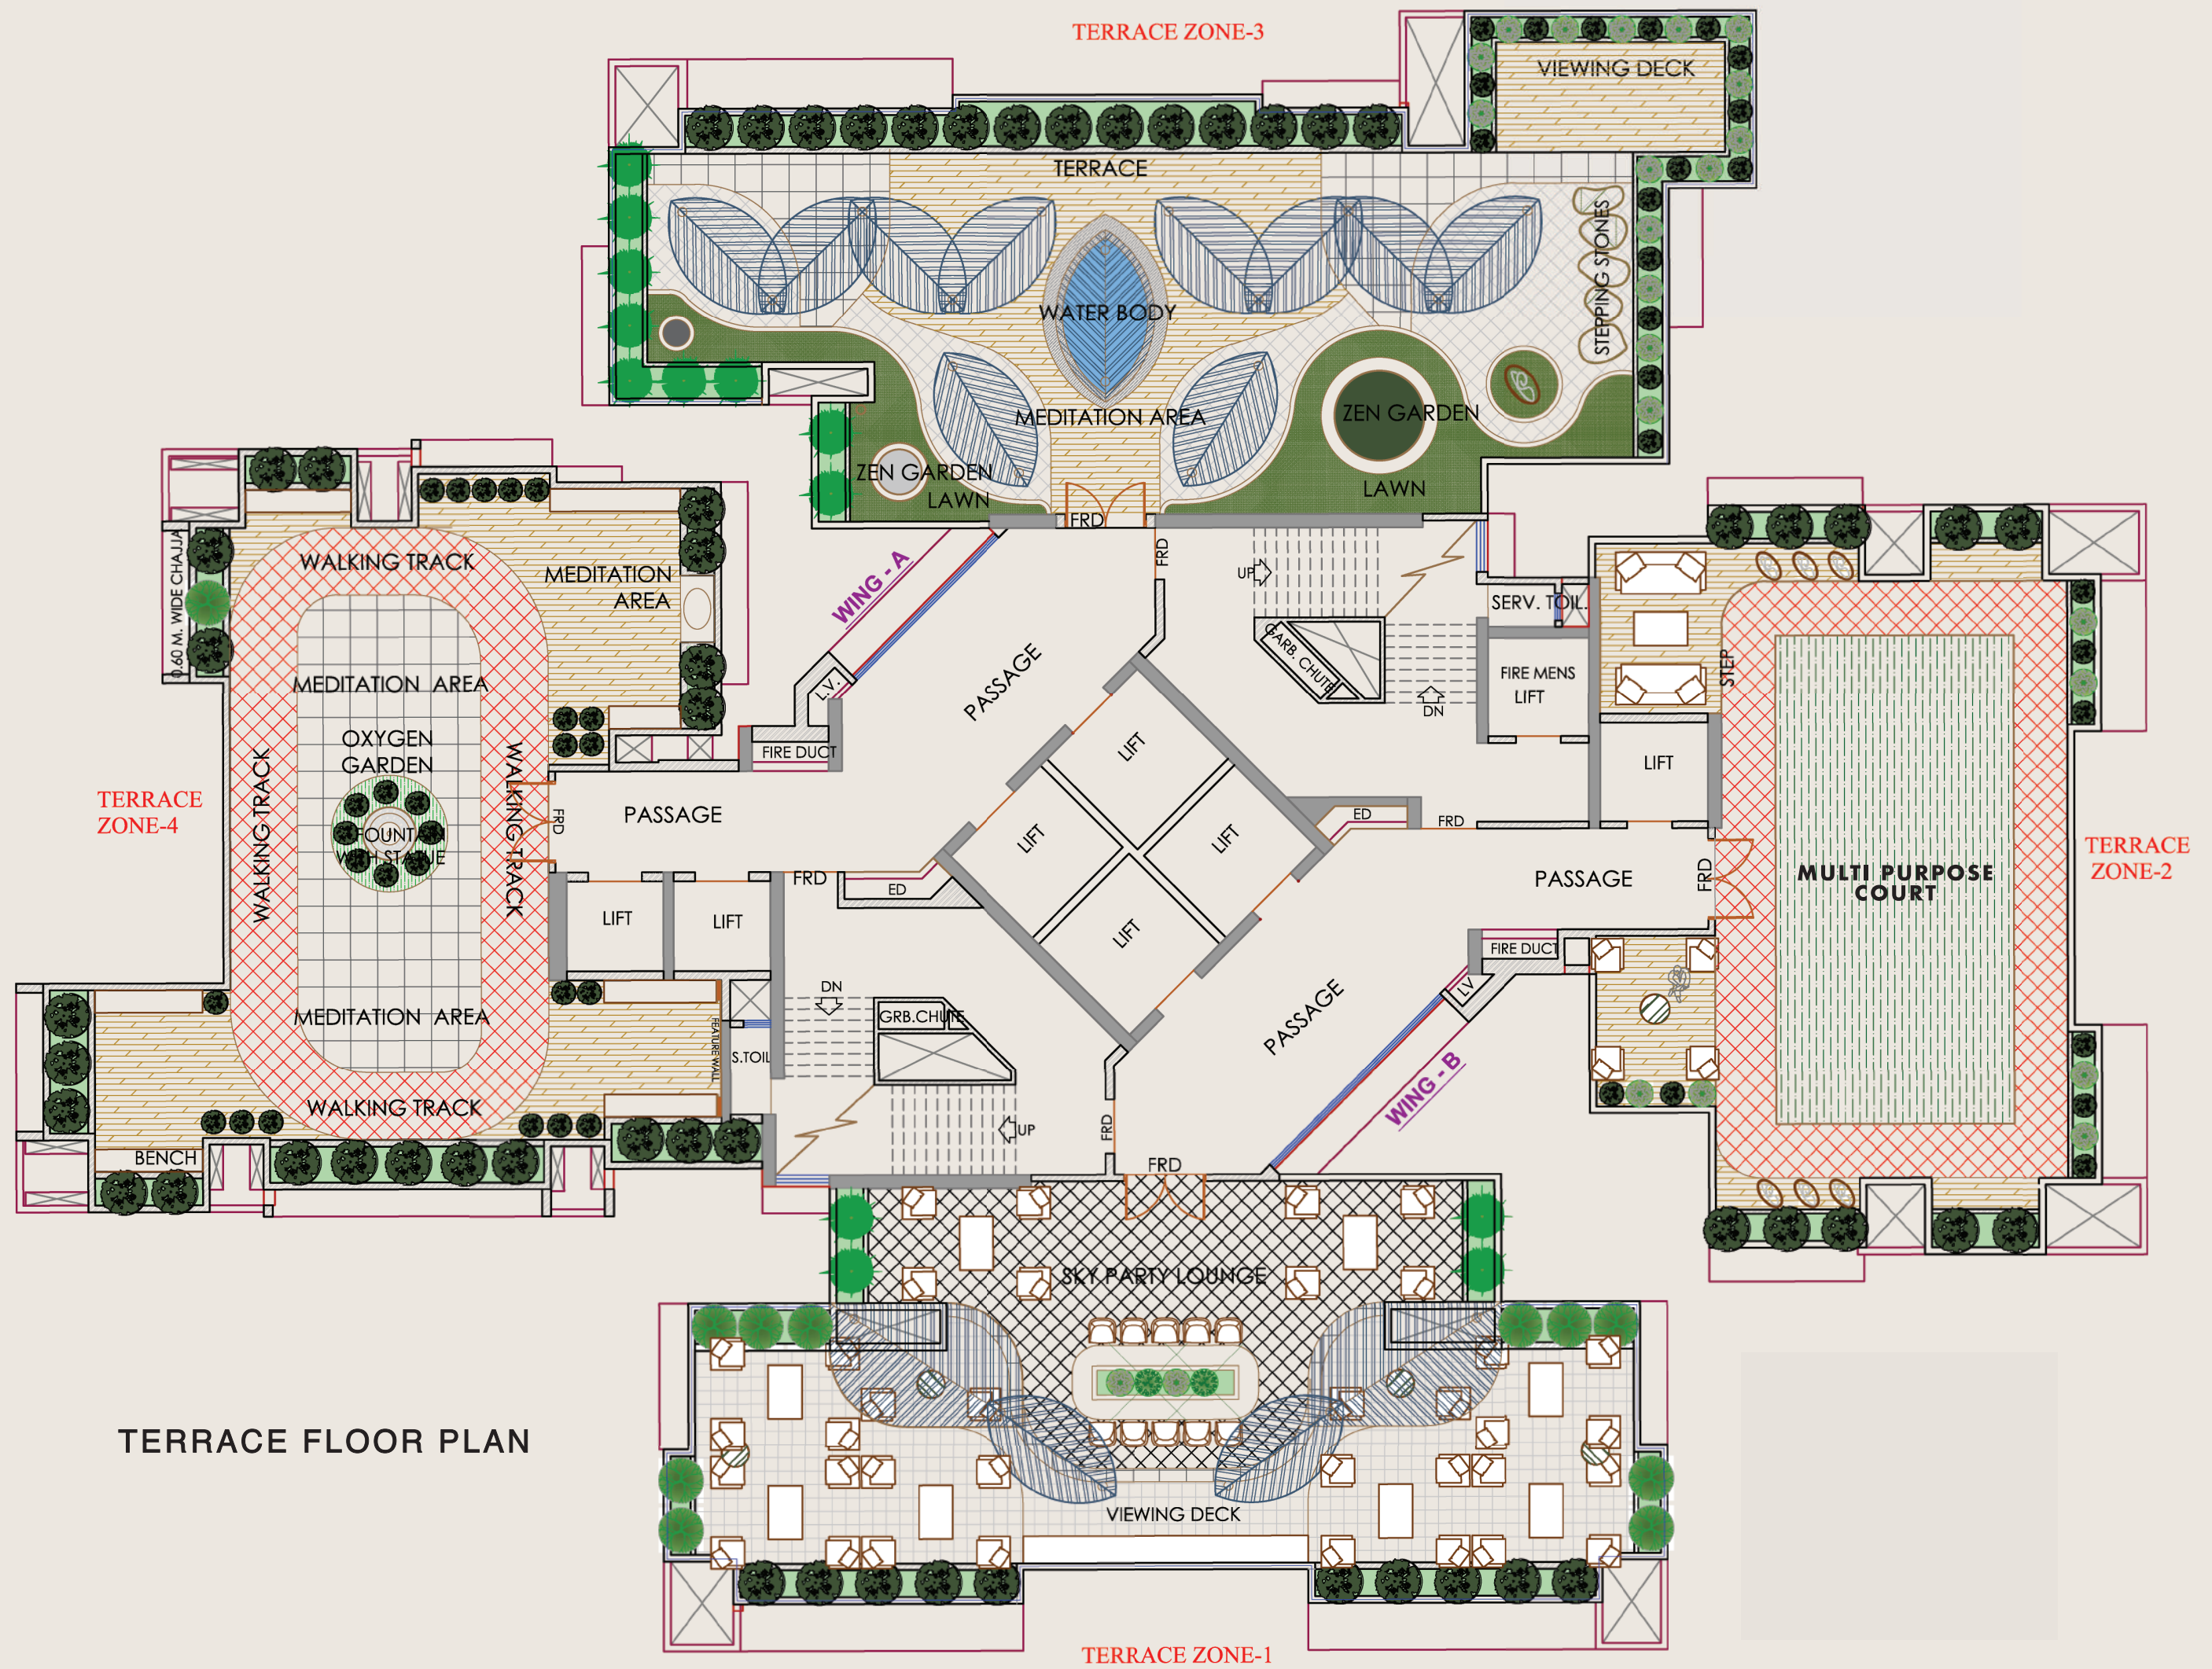 TERRACE ZONE-3
VIEWING DECK
TERRACE
STEPPING STONES
WATER BODY
MEDITATION AREA
ZEN GARDEN
ZEN GARDEN
LAWN
LAWN
FRD
WALKING TRACK
MEDITATION
AREA
0.60 M. WIDE CHAJJA
MEDITATION AREA
OXYGEN
GARDEN
WALKING TRACK
WALKING TRACK
FOUNTAIN
WITH STATUE
TERRACE
ZONE-4
FRD
PASSAGE
MEDITATION AREA
WALKING TRACK
BENCH
WING - A
L.V.
FIRE DUCT
PASSAGE
FRD
UP
GARB. CHUTE
DN
SERV. TOIL.
FIRE MENS
LIFT
STEP
LIFT
LIFT
LIFT
LIFT
LIFT
ED
FRD
PASSAGE
FRD
MULTI PURPOSE
COURT
TERRACE
ZONE-2
FRD
ED
LIFT
LIFT
FIRE DUCT
LV
DN
GRB.CHUTE
FEATURE WALL
S.TOIL
UP
PASSAGE
WING - B
FRD
FRD
SKY PARTY LOUNGE
TERRACE FLOOR PLAN
VIEWING DECK
TERRACE ZONE-1